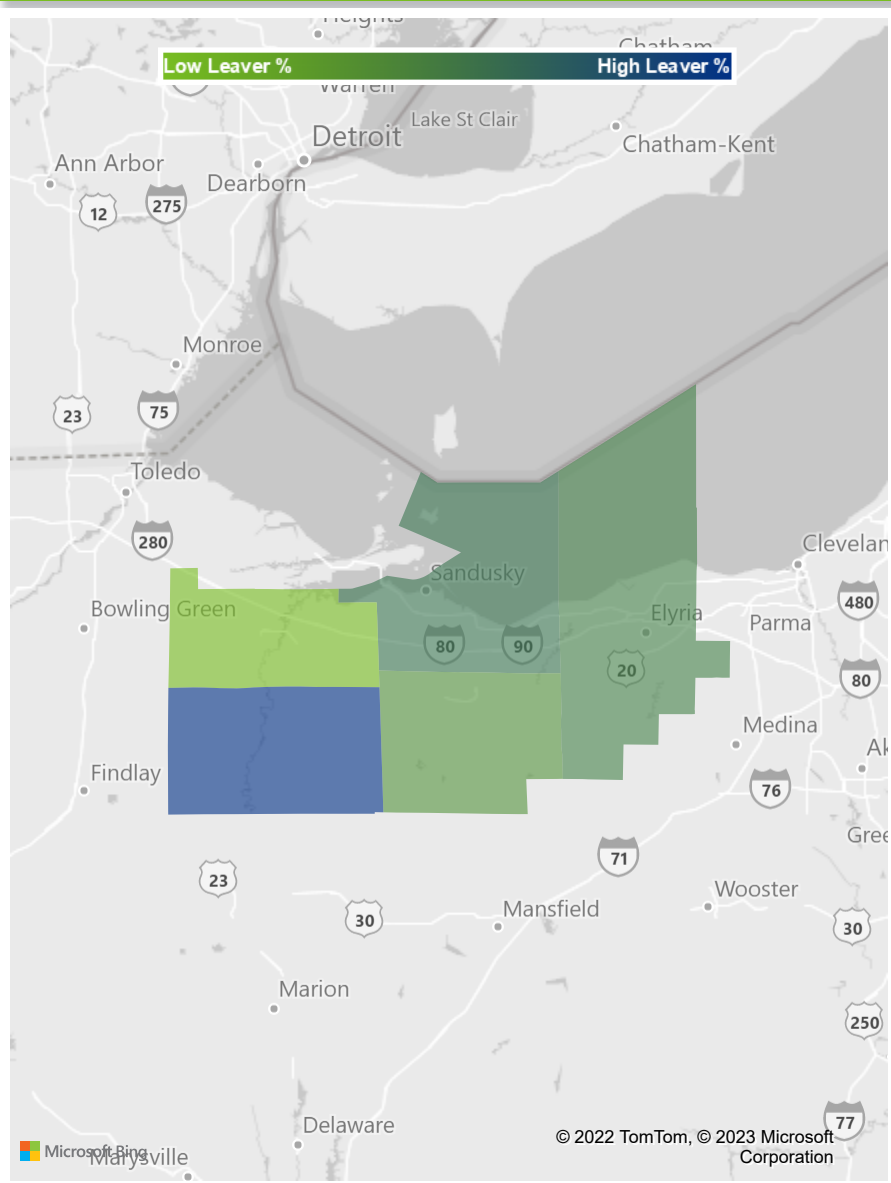 Heights
Chatham
Low Leaver % High Leaver %
Warren
Lake St Clair
Detroit
Chatham-Kent
Ann Arbor
Dearborn
275
12
Monroe
23
75
Toledo
280
Clevelan
Sandusky
480
Bowling Green
Elyria
Parma
80
90
20
80
Medina
Ak
Findlay
76
Gree
71
23
Wooster
30
Mansfield
30
Marion
250
77
Delaware
© 2022 TomTom, © 2023 Microsoft
Corporation
Microsoft Bing
Marysville